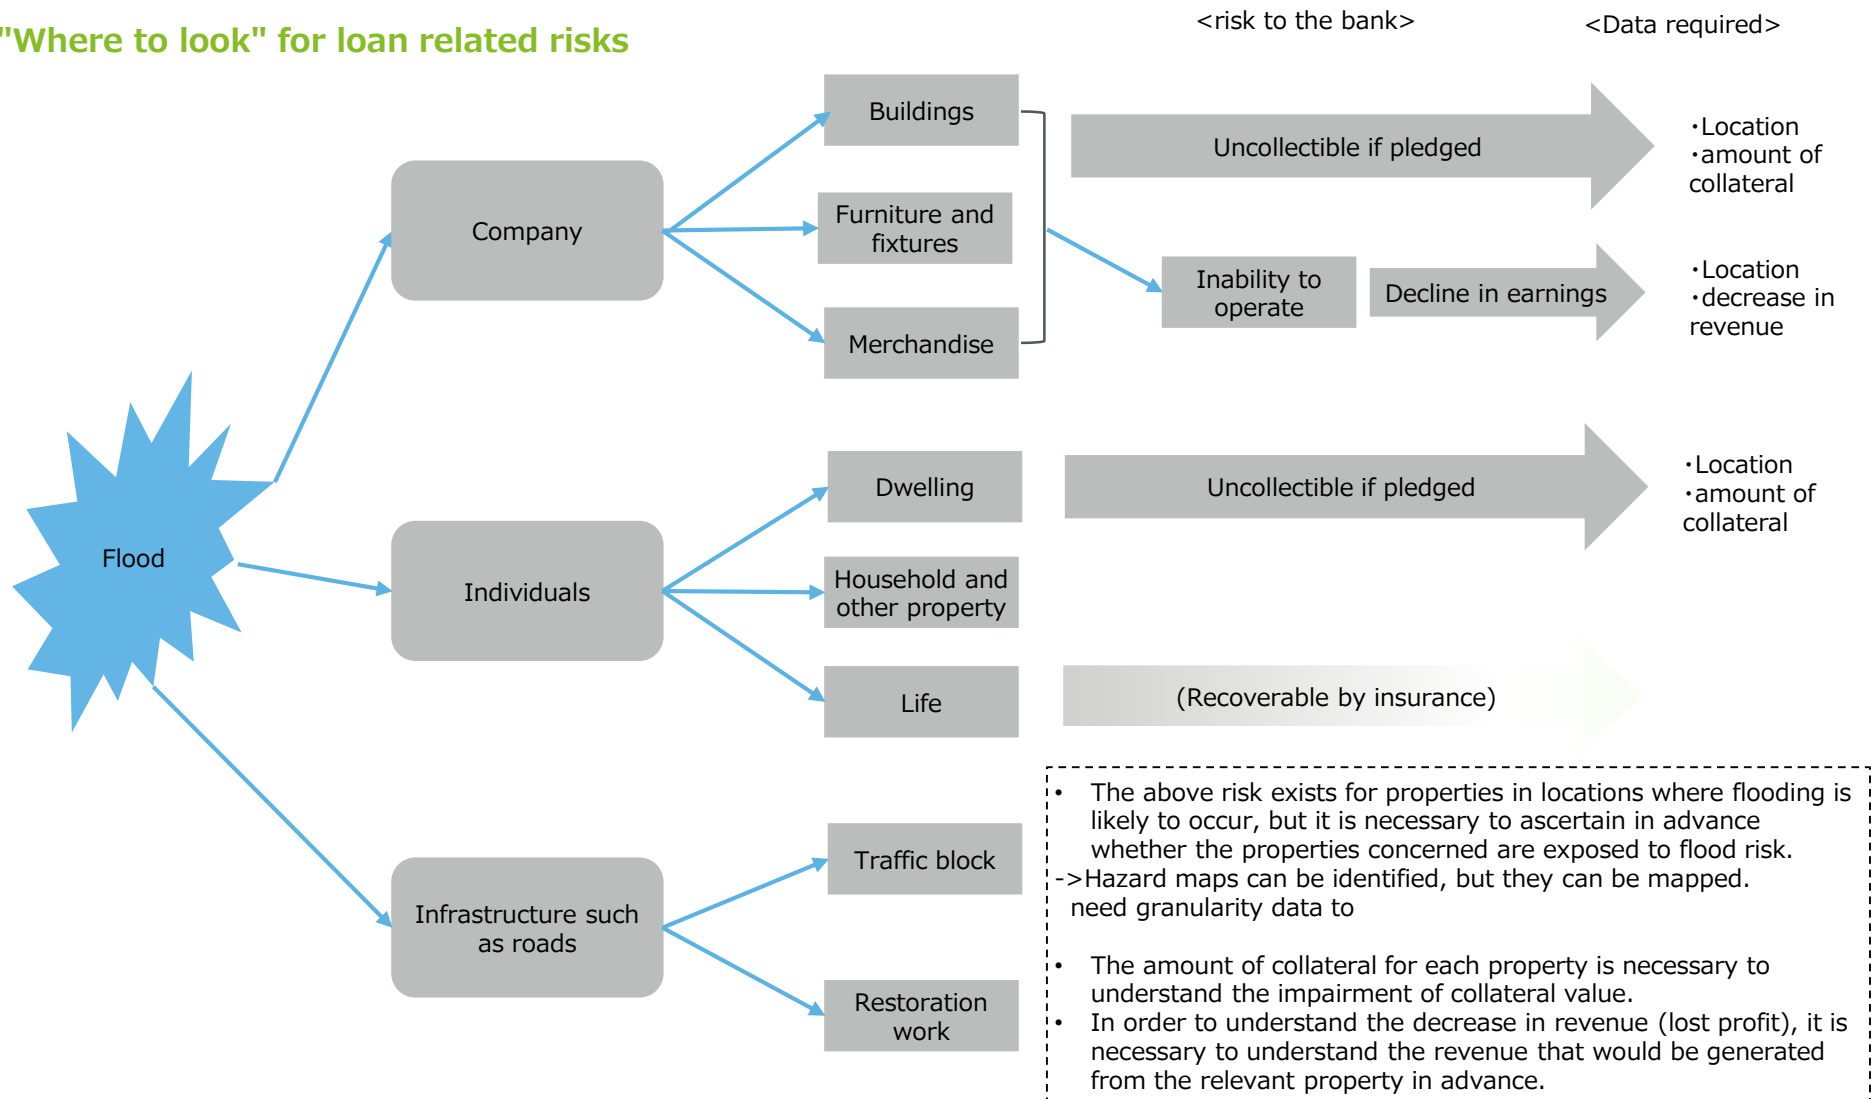 "Where to look" for loan related risks
<risk to the bank>
<Data required>
Buildings
Uncollectible if pledged
・Location
・amount of
collateral
Company
Furniture and
fixtures
Inability to
operate
Decline in earnings
・Location
・decrease in
revenue
Merchandise
Flood
Dwelling
Uncollectible if pledged
・Location
・amount of
collateral
Individuals
Household and
other property
Life
(Recoverable by insurance)
Infrastructure such
as roads
Traffic block
Restoration
work
• The above risk exists for properties in locations where flooding is
likely to occur, but it is necessary to ascertain in advance
whether the properties concerned are exposed to flood risk.
->Hazard maps can be identified, but they can be mapped.
need granularity data to
• The amount of collateral for each property is necessary to
understand the impairment of collateral value.
• In order to understand the decrease in revenue (lost profit), it is
necessary to understand the revenue that would be generated
from the relevant property in advance.